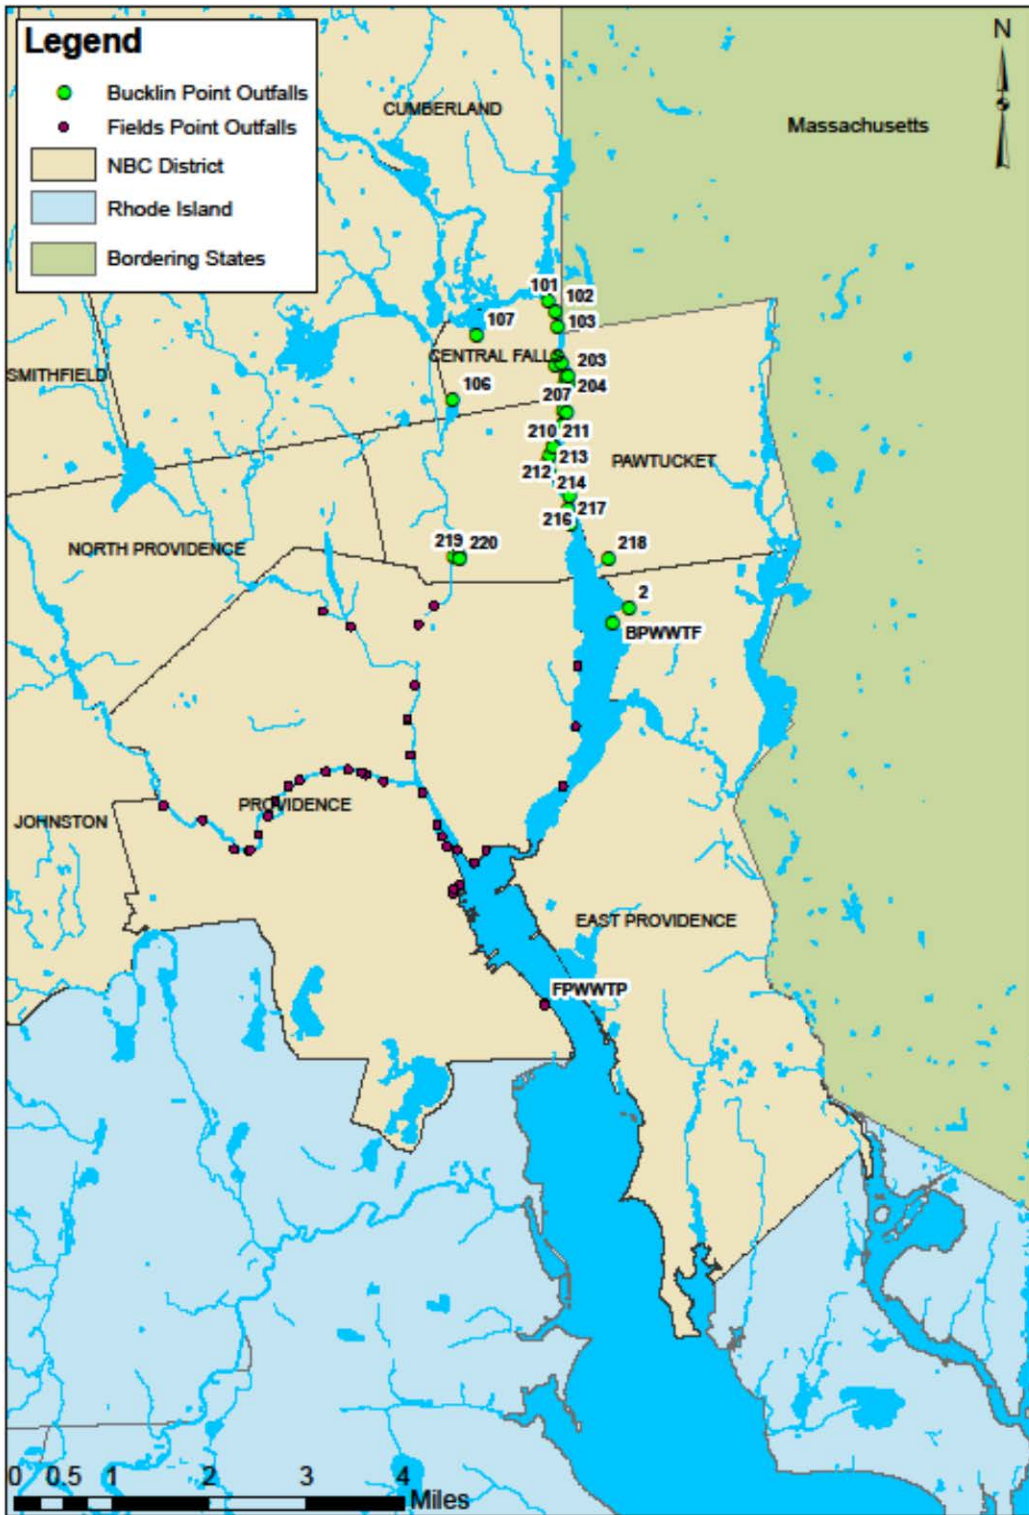 Legend
Bucklin Point Outfalls
Fields Point Outfalls
NBC District
Rhode Island
Bordering States
N
CUMBERLAND
Massachusetts
101
102
103
107
CENTRAL FALLS
203
SMITHFIELD
106
204
207
210
211
213
PAWTUCKET
212
214
217
216
NORTH PROVIDENCE
219
220
218
2
BPWWTF
PROVIDENCE
JOHNSTON
EAST PROVIDENCE
FPWWTP
0 0.5 1 2 3 4
Miles